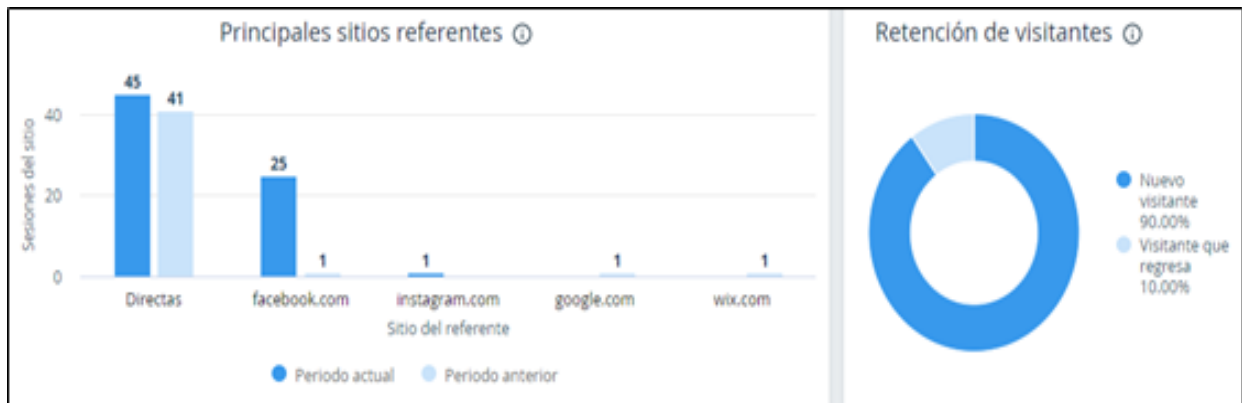 Principales sitios referentes ⓘ
45
41
40
25
20
1
1
1
1
0
Sesiones del sitio
Directas
facebook.com
instagram.com
google.com
wix.com
Sitio del referente
Periodo actual
Periodo anterior
Retención de visitantes ⓘ
Nuevo
visitante
90.00%
Visitante que
regresa
10.00%